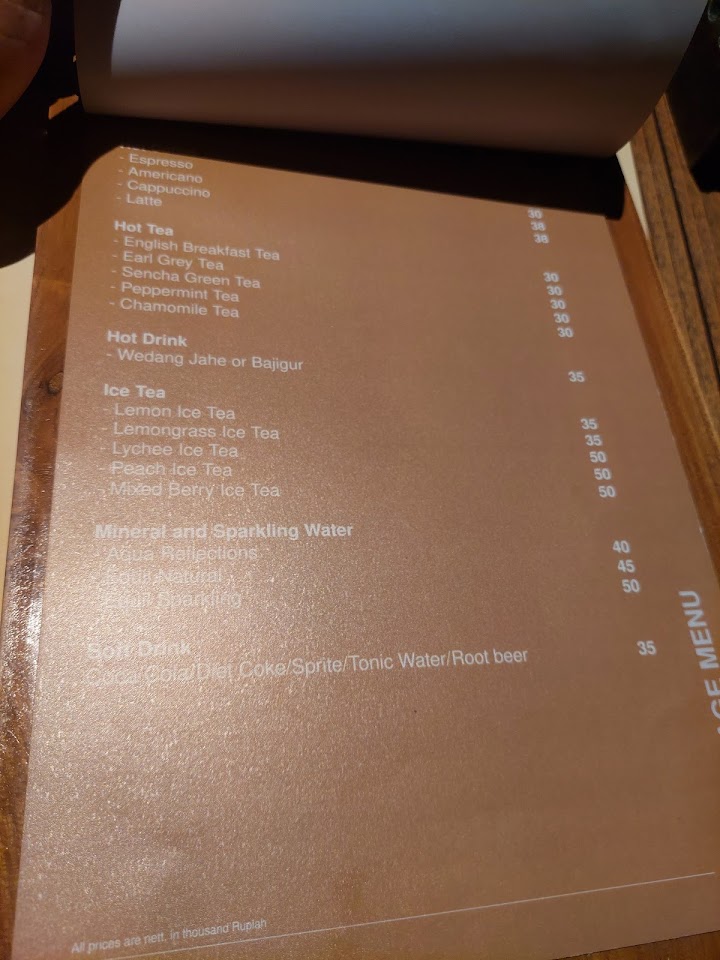 - Espresso
- Americano 30
- Cappuccino 38
- Latte 38
Hot Tea
- English Breakfast Tea 30
- Earl Grey Tea 30
- Sencha Green Tea 30
- Peppermint Tea 30
- Chamomile Tea 30
Hot Drink
- Wedang Jahe or Bajigur 35
Ice Tea
- Lemon Ice Tea 35
- Lemongrass Ice Tea 35
- Lychee Ice Tea 50
- Peach Ice Tea 50
- Mixed Berry Ice Tea 50
Mineral and Sparkling Water
- Aqua Reflections 40
- Equil Natural 45
- Equil Sparkling 50
Soft Drink
Coca Cola/Diet Coke/Sprite/Tonic Water/Root beer 35
All prices are nett, in thousand Rupiah
MENU